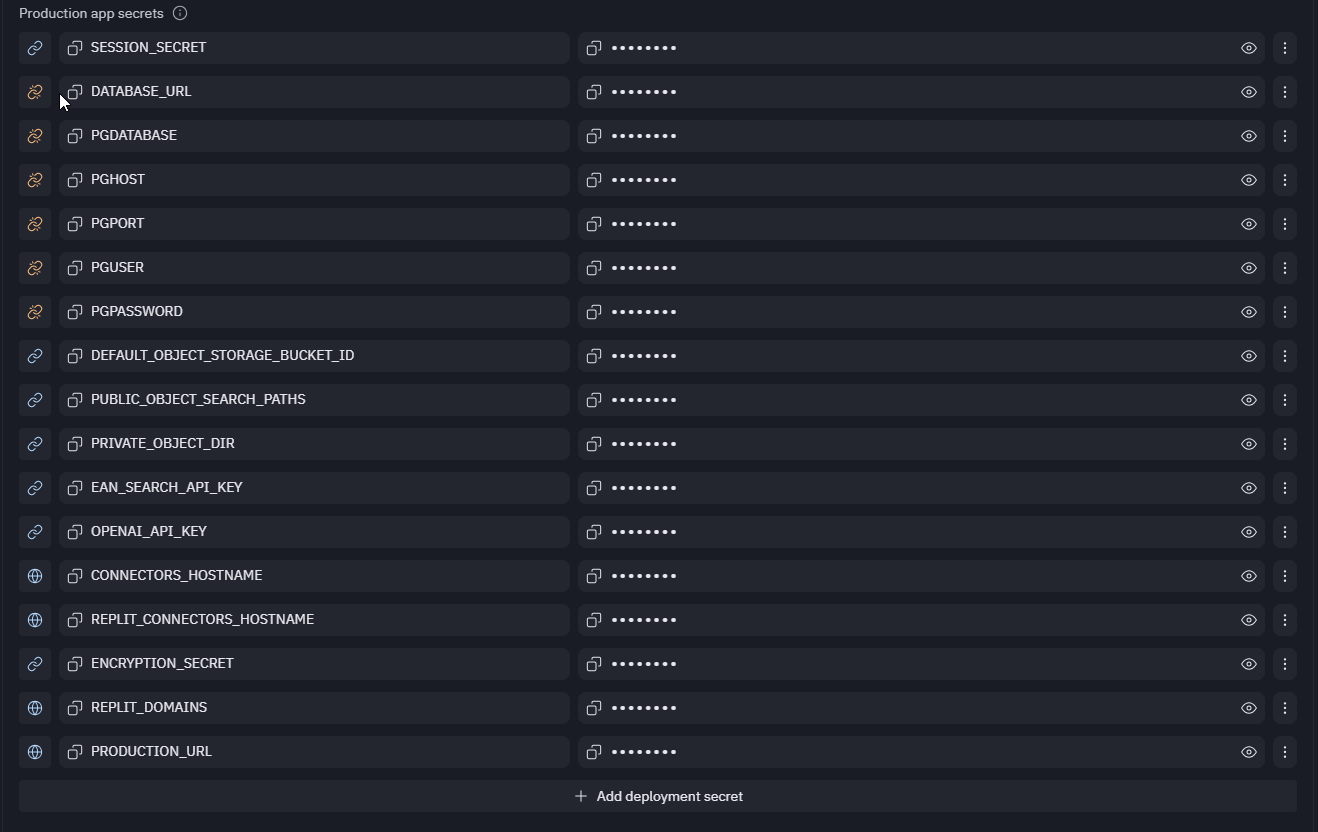 Production app secrets
SESSION_SECRET ••••••••
DATABASE_URL ••••••••
PGDATABASE ••••••••
PGHOST ••••••••
PGPORT ••••••••
PGUSER ••••••••
PGPASSWORD ••••••••
DEFAULT_OBJECT_STORAGE_BUCKET_ID ••••••••
PUBLIC_OBJECT_SEARCH_PATHS ••••••••
PRIVATE_OBJECT_DIR ••••••••
EAN_SEARCH_API_KEY ••••••••
OPENAI_API_KEY ••••••••
CONNECTORS_HOSTNAME ••••••••
REPLIT_CONNECTORS_HOSTNAME ••••••••
ENCRYPTION_SECRET ••••••••
REPLIT_DOMAINS ••••••••
PRODUCTION_URL ••••••••
+ Add deployment secret